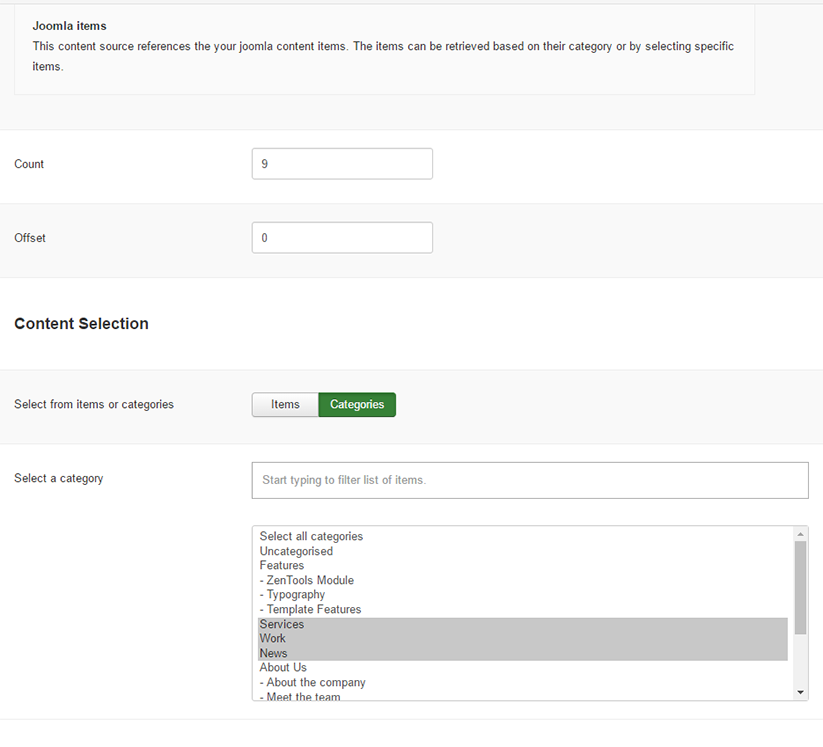 Joomla items
This content source references the your joomla content items. The items can be retrieved based on their category or by selecting specific
items.
Count
9
Offset
0
Content Selection
Select from items or categories
Items
Categories
Select a category
Start typing to filter list of items.
Select all categories
Uncategorised
Features
- ZenTools Module
- Typography
- Template Features
Services
Work
News
About Us
- About the company
- Meet the team